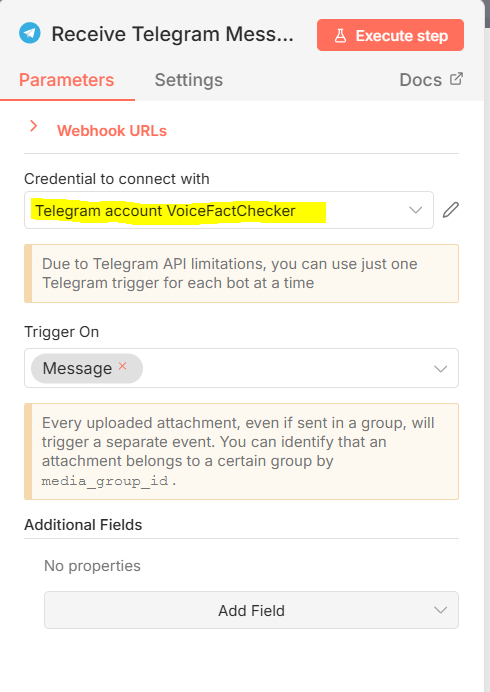 Receive Telegram Mess...
Execute step
Parameters
Settings
Docs
Webhook URLs
Credential to connect with
Telegram account VoiceFactChecker
Due to Telegram API limitations, you can use just one
Telegram trigger for each bot at a time
Trigger On
Message
Every uploaded attachment, even if sent in a group, will
trigger a separate event. You can identify that an
attachment belongs to a certain group by
media_group_id .
Additional Fields
No properties
Add Field